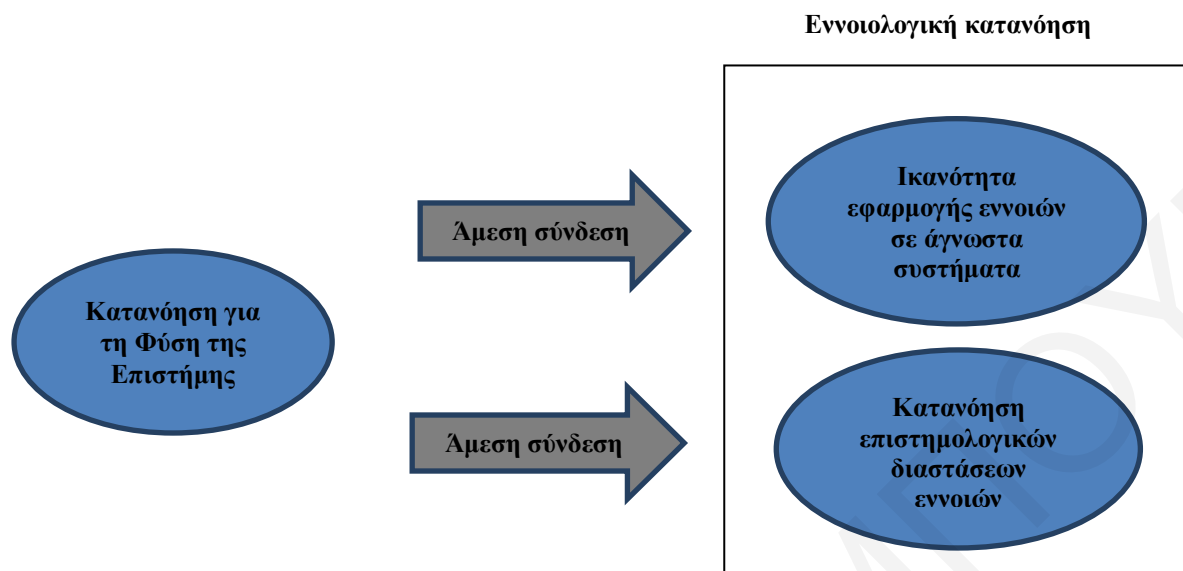 Εννοιολογική κατανόηση
Ικανότητα
εφαρμογής εννοιών
σε άγνωστα
συστήματα
Άμεση σύνδεση
Κατανόηση για
τη Φύση της
Επιστήμης
Άμεση σύνδεση
Κατανόηση
επιστημολογικών
διαστάσεων
εννοιών